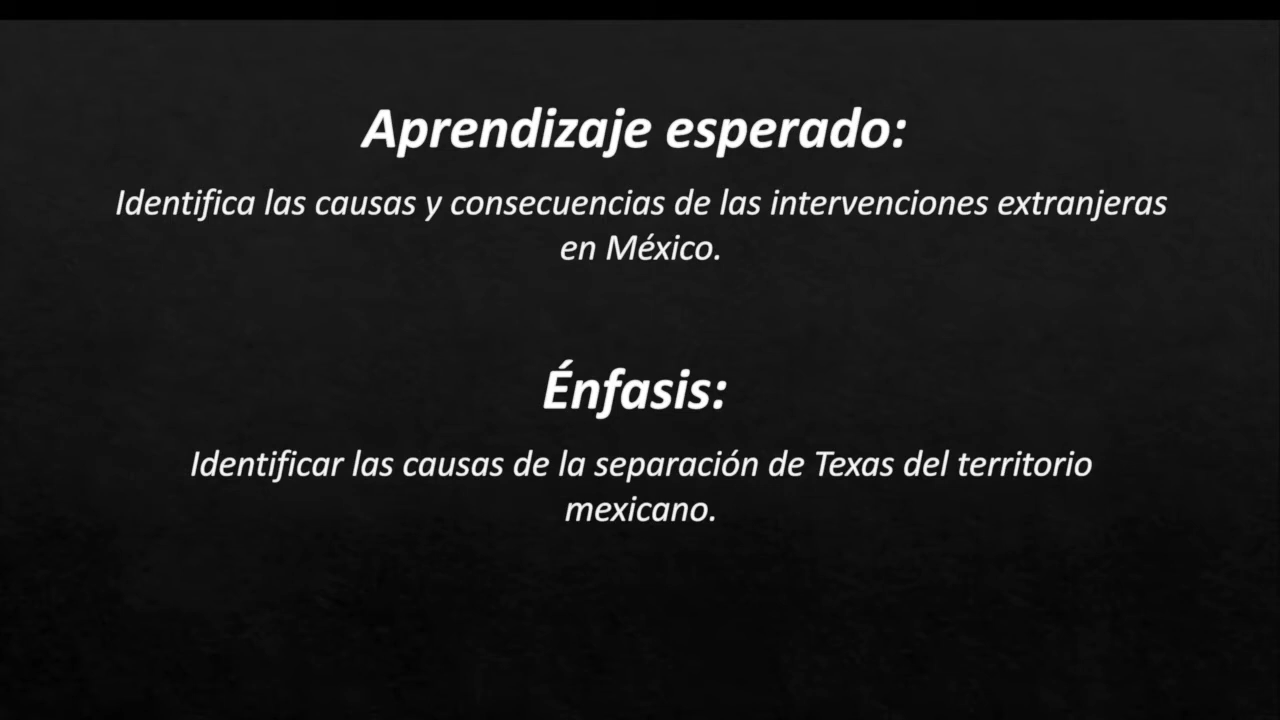 Aprendizaje esperado:
Identifica las causas y consecuencias de las intervenciones extranjeras
en México.
Énfasis:
Identificar las causas de la separación de Texas del territorio
mexicano.